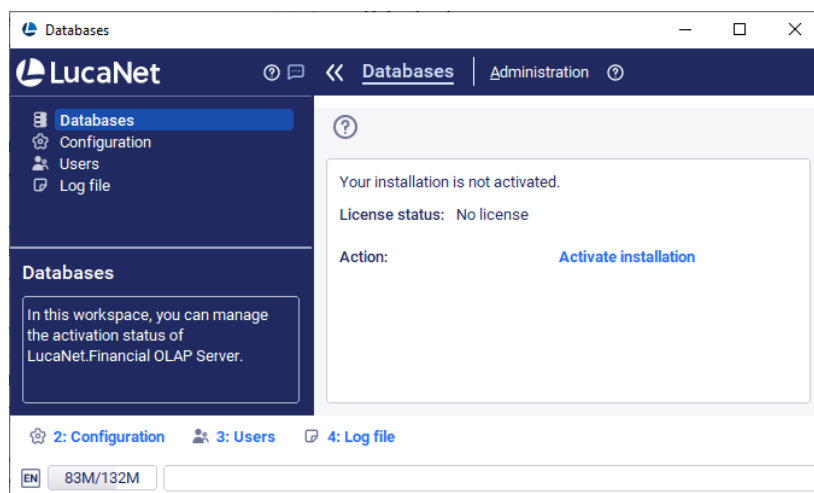 Databases
LucaNet
Databases
Administration
Databases
Configuration
Users
Log file
Your installation is not activated.
License status: No license
Action: Activate installation
Databases
In this workspace, you can manage
the activation status of
LucaNet.Financial OLAP Server.
2: Configuration 3: Users 4: Log file
EN 83M/132M